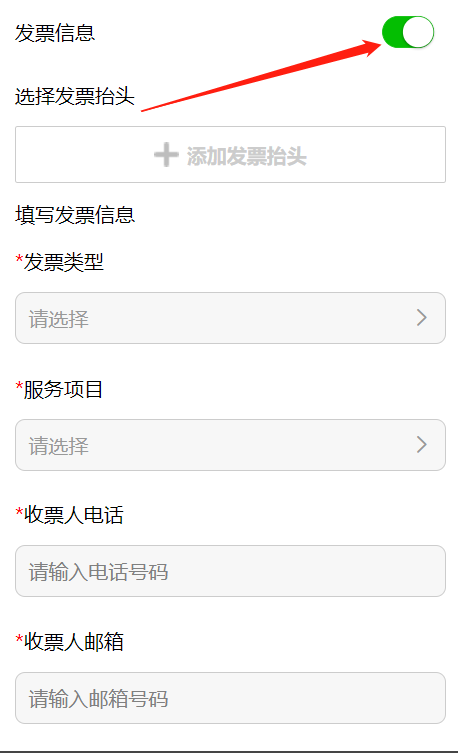 发票信息
选择发票抬头
添加发票抬头
填写发票信息
*发票类型
请选择
*服务项目
请选择
*收票人电话
请输入电话号码
*收票人邮箱
请输入邮箱号码